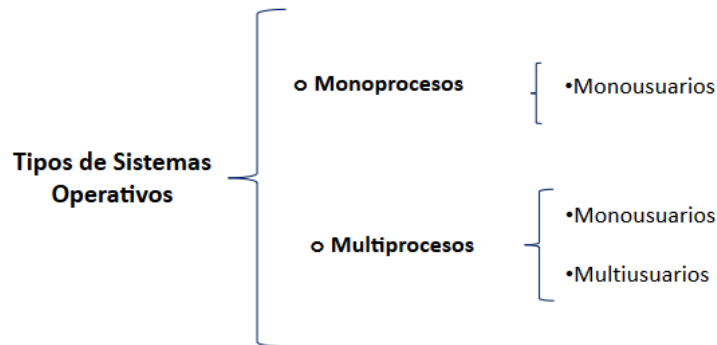 Tipos de Sistemas
Operativos
o Monoprocesos
•Monousuarios
o Multiprocesos
•Monousuarios
•Multiusuarios